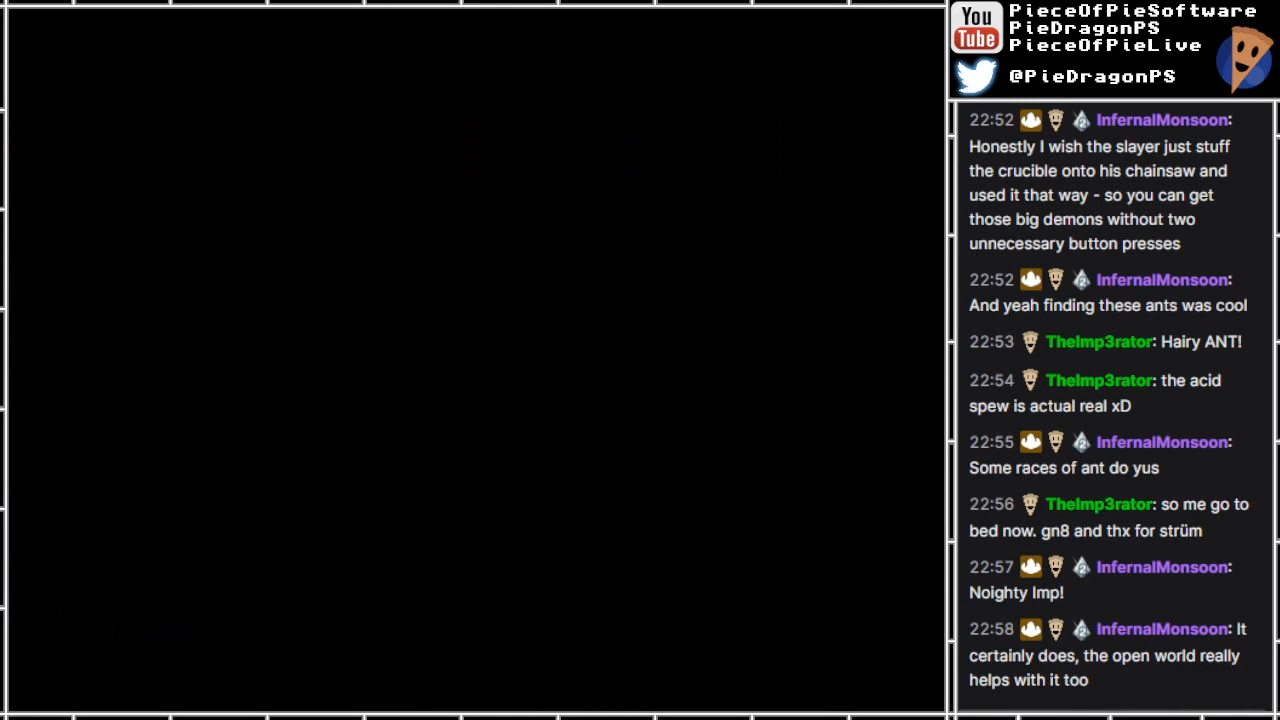 You
Tube
PieceOfPieSoftware
PieDragonPS
PieceOfPieLive
@PieDragonPS
22:52 2 InfernalMonsoon:
Honestly I wish the slayer just stuff
the crucible onto his chainsaw and
used it that way - so you can get
those big demons without two
unnecessary button presses
22:52 2 InfernalMonsoon:
And yeah finding these ants was cool
22:53 TheImp3rator: Hairy ANT!
22:54 TheImp3rator: the acid
spew is actual real xD
22:55 2 InfernalMonsoon:
Some races of ant do yus
22:56 TheImp3rator: so me go to
bed now. gn8 and thx for strüm
22:57 2 InfernalMonsoon:
Noighty Imp!
22:58 2 InfernalMonsoon: It
certainly does, the open world really
helps with it too